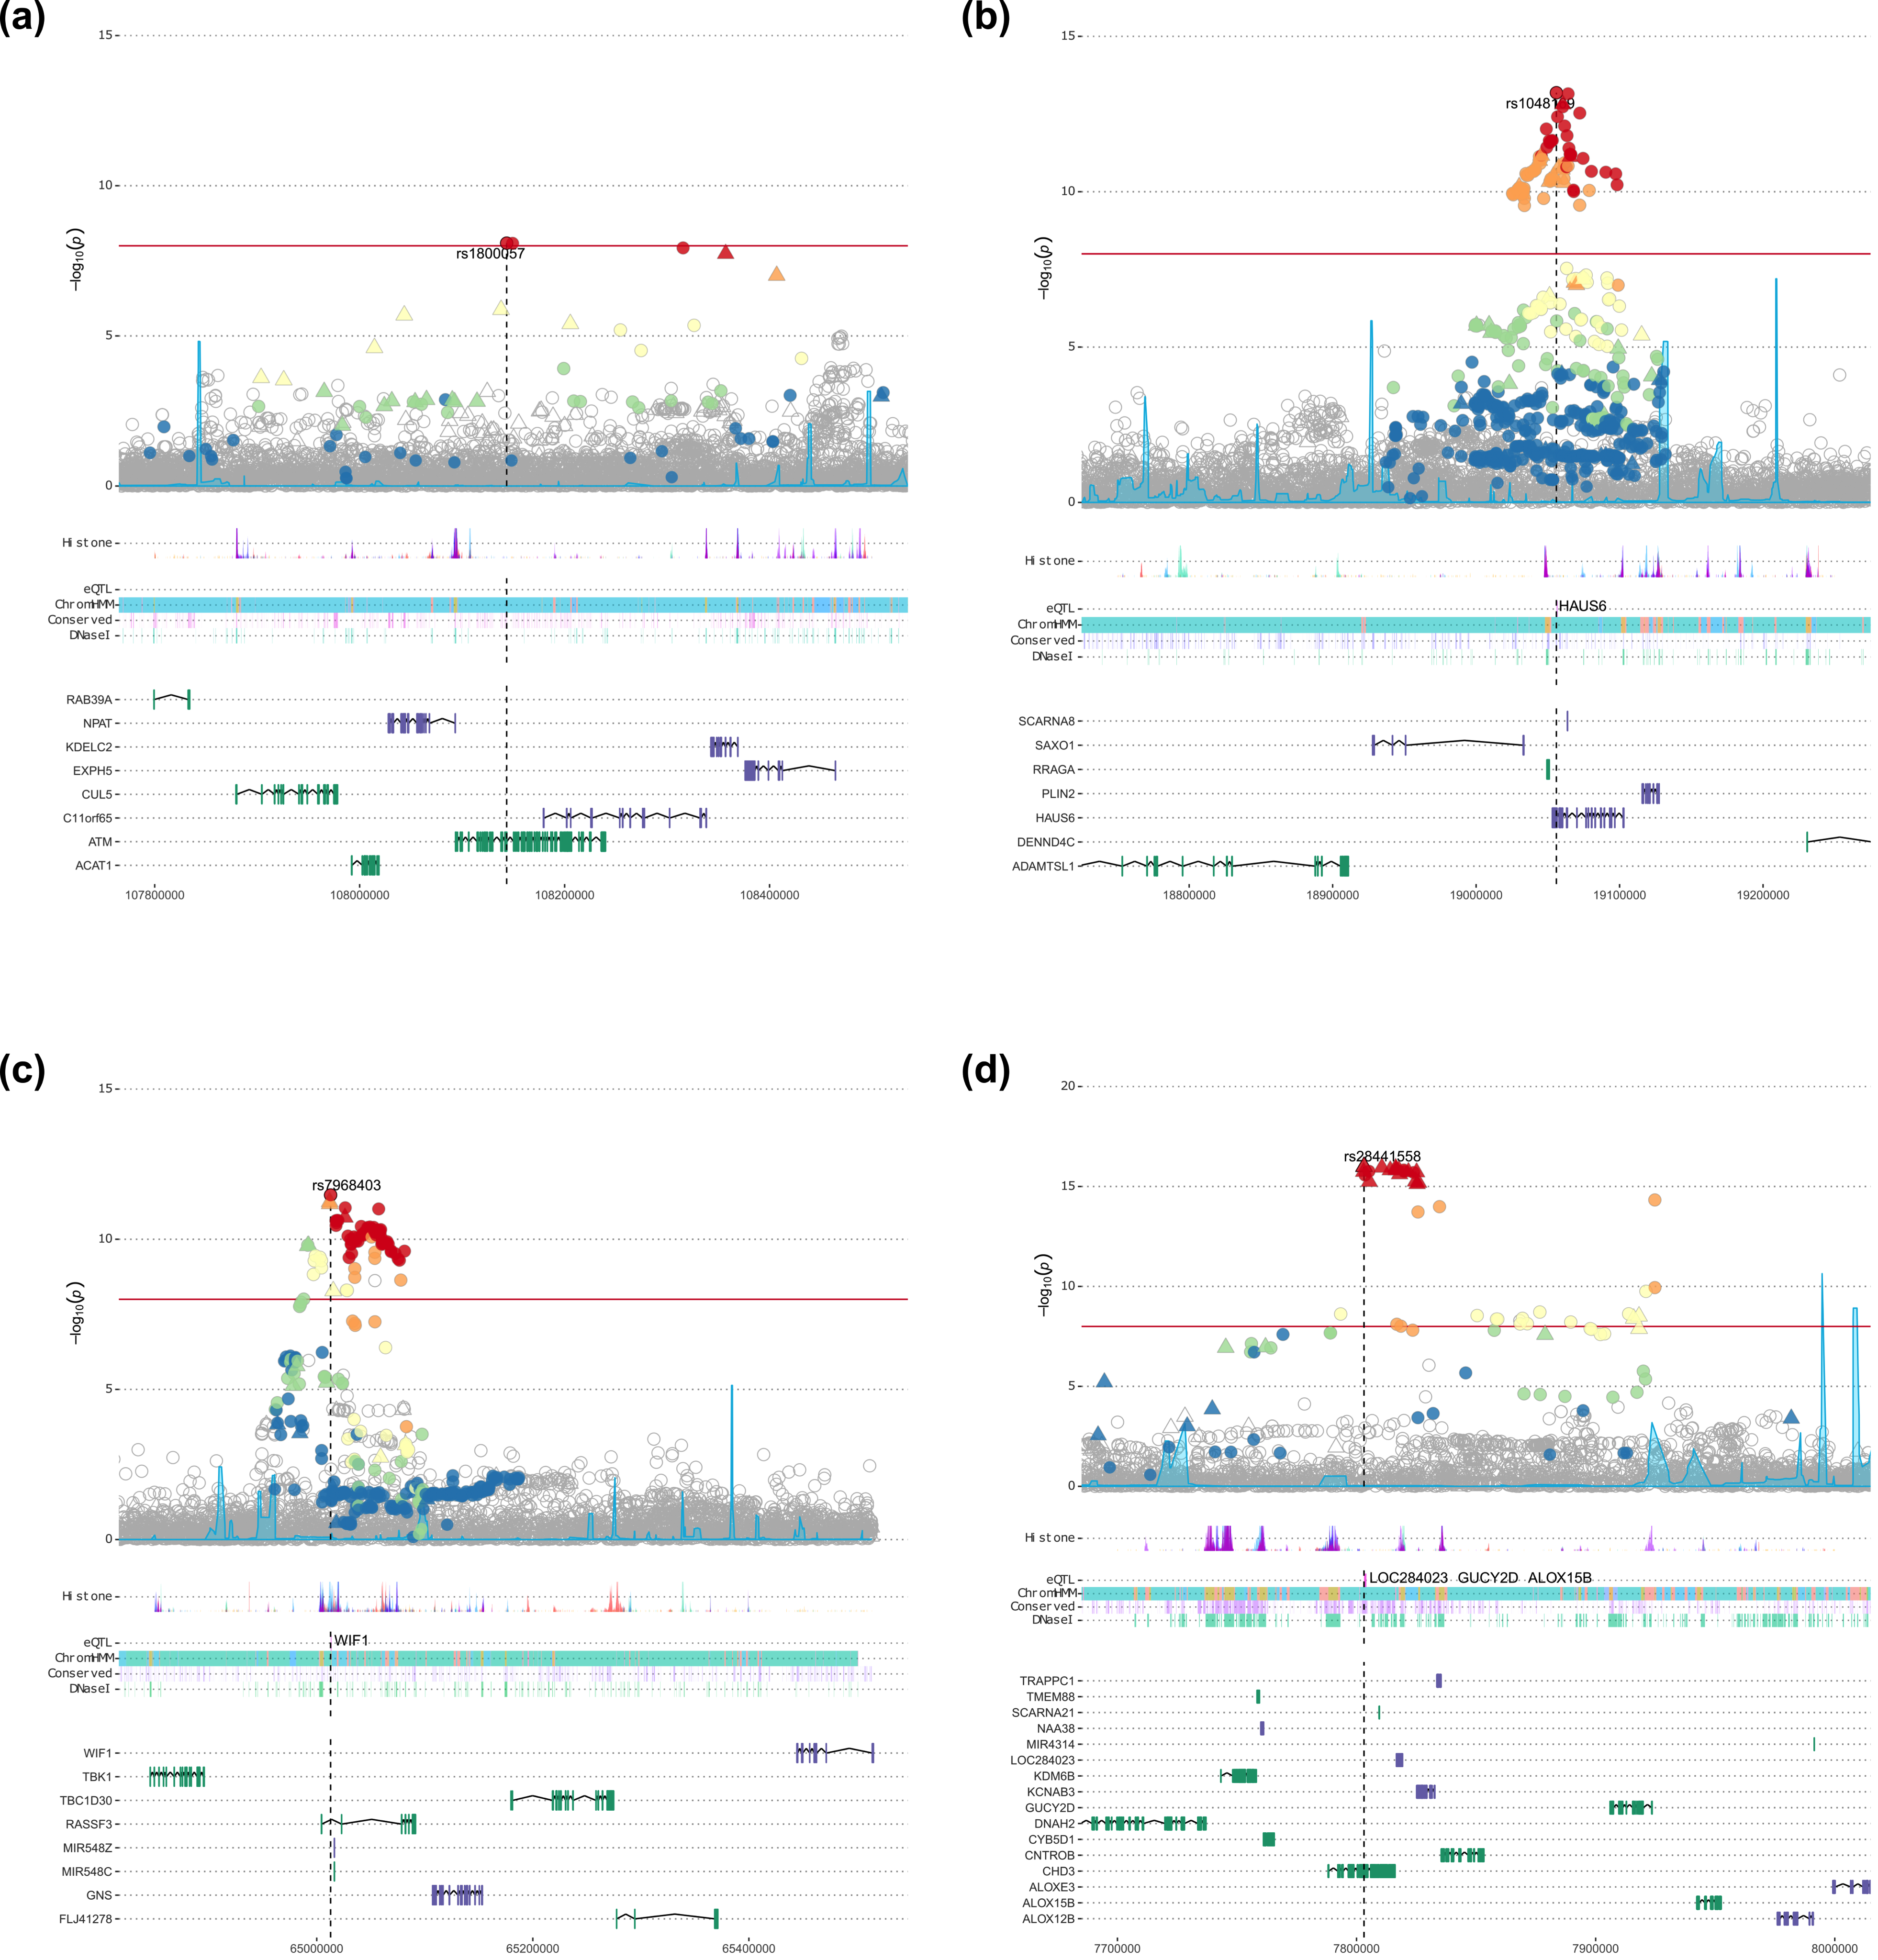 (a)
15
10
−log10(p)
rs1800057
5
0
Histone
eQTL
ChromHMM
Conserved
DNaseI
RAB39A
NPAT
KDELC2
EXPH5
CUL5
C11orf65
ATM
ACAT1
107800000 108000000 108200000 108400000
(b)
15
10
−log10(p)
5
0
Histone
eQTL HAUS6
ChromHMM
Conserved
DNaseI
SCARNA8
SAXO1
RRAGA
PLIN2
HAUS6
DENND4C
ADAMTSL1
18800000 18900000 19000000 19100000 19200000
(c)
15
rs7968403
10
−log10(p)
5
0
Histone
eQTL WIF1
ChromHMM
Conserved
DNaseI
WIF1
TBK1
TBC1D30
RASSF3
MIR548Z
MIR548C
GNS
FLJ41278
65000000 65200000 65400000
(d)
20
rs28441558
15
10
−log10(p)
5
0
Histone
eQTL LOC284023 GUCY2D ALOX15B
ChromHMM
Conserved
DNaseI
TRAPPC1
TMEM88
SCARNA21
NAA38
MIR4314
LOC284023
KDM6B
KCNAB3
GUCY2D
DNAH2
CYB5D1
CNTROB
CHD3
ALOXE3
ALOX15B
ALOX12B
7700000 7800000 7900000 8000000